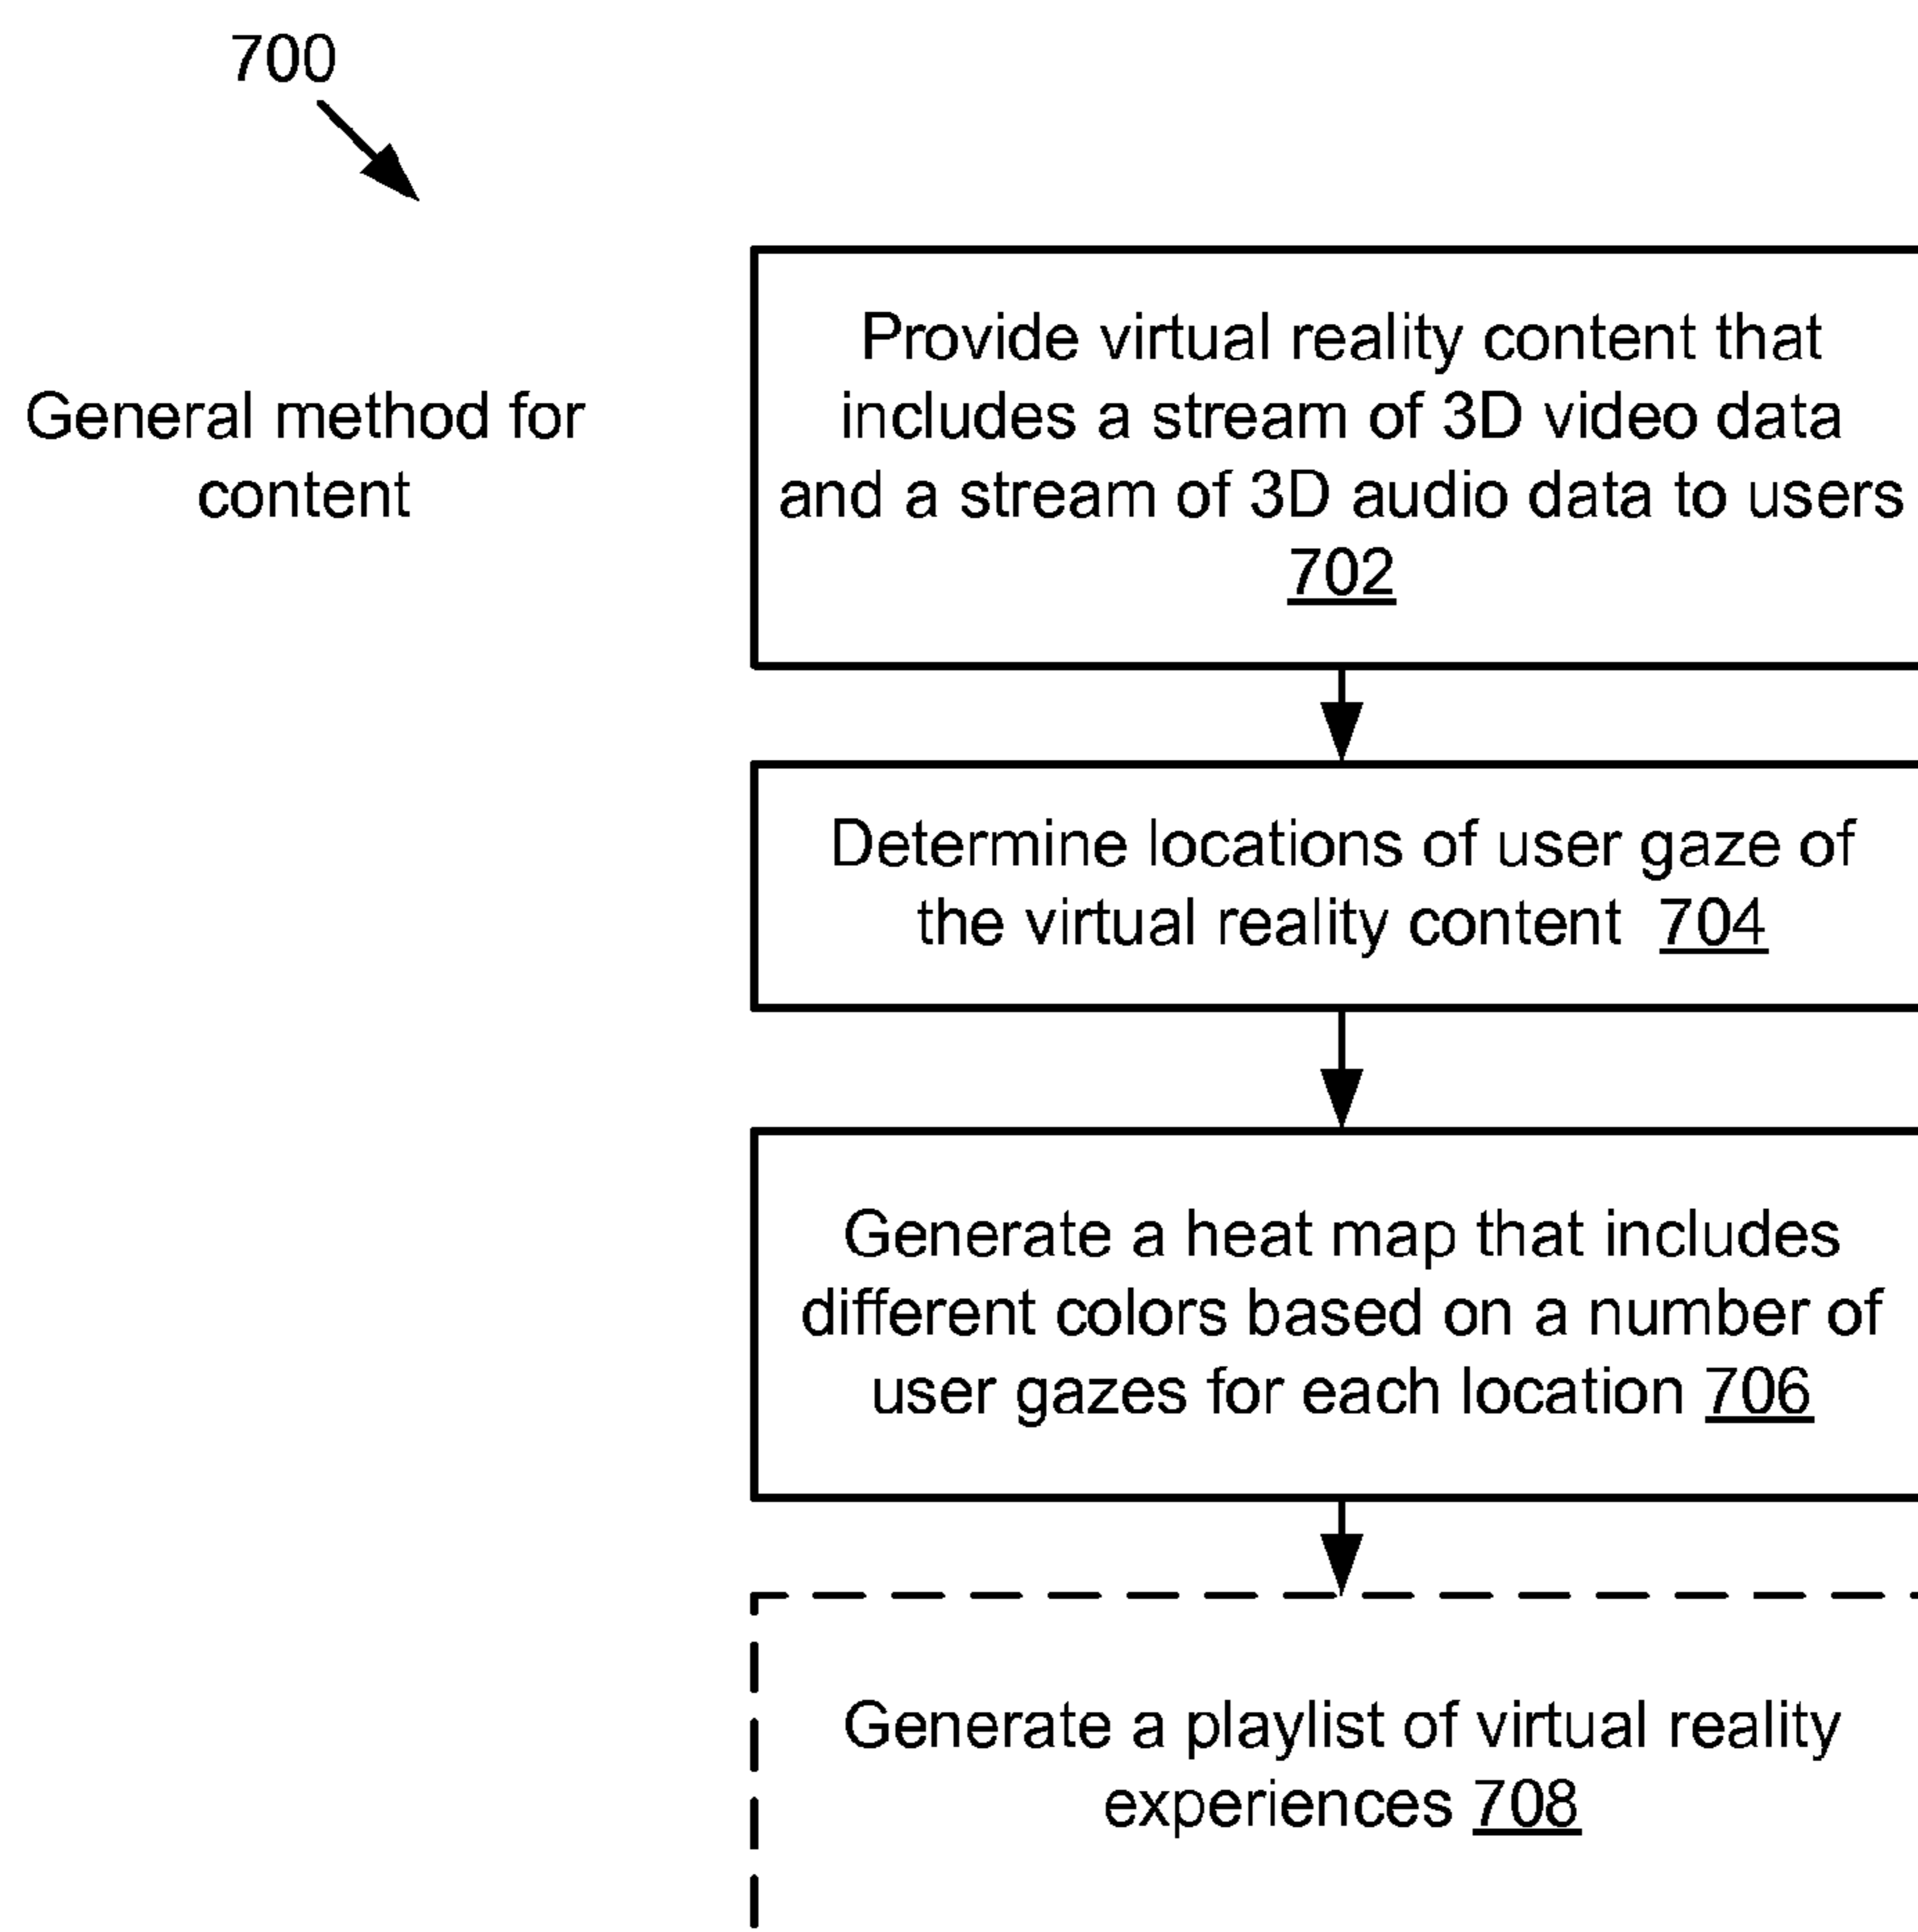 700
General method for
content
Provide virtual reality content that
includes a stream of 3D video data
and a stream of 3D audio data to users
702
Determine locations of user gaze of
the virtual reality content 704
Generate a heat map that includes
different colors based on a number of
user gazes for each location 706
Generate a playlist of virtual reality
experiences 708